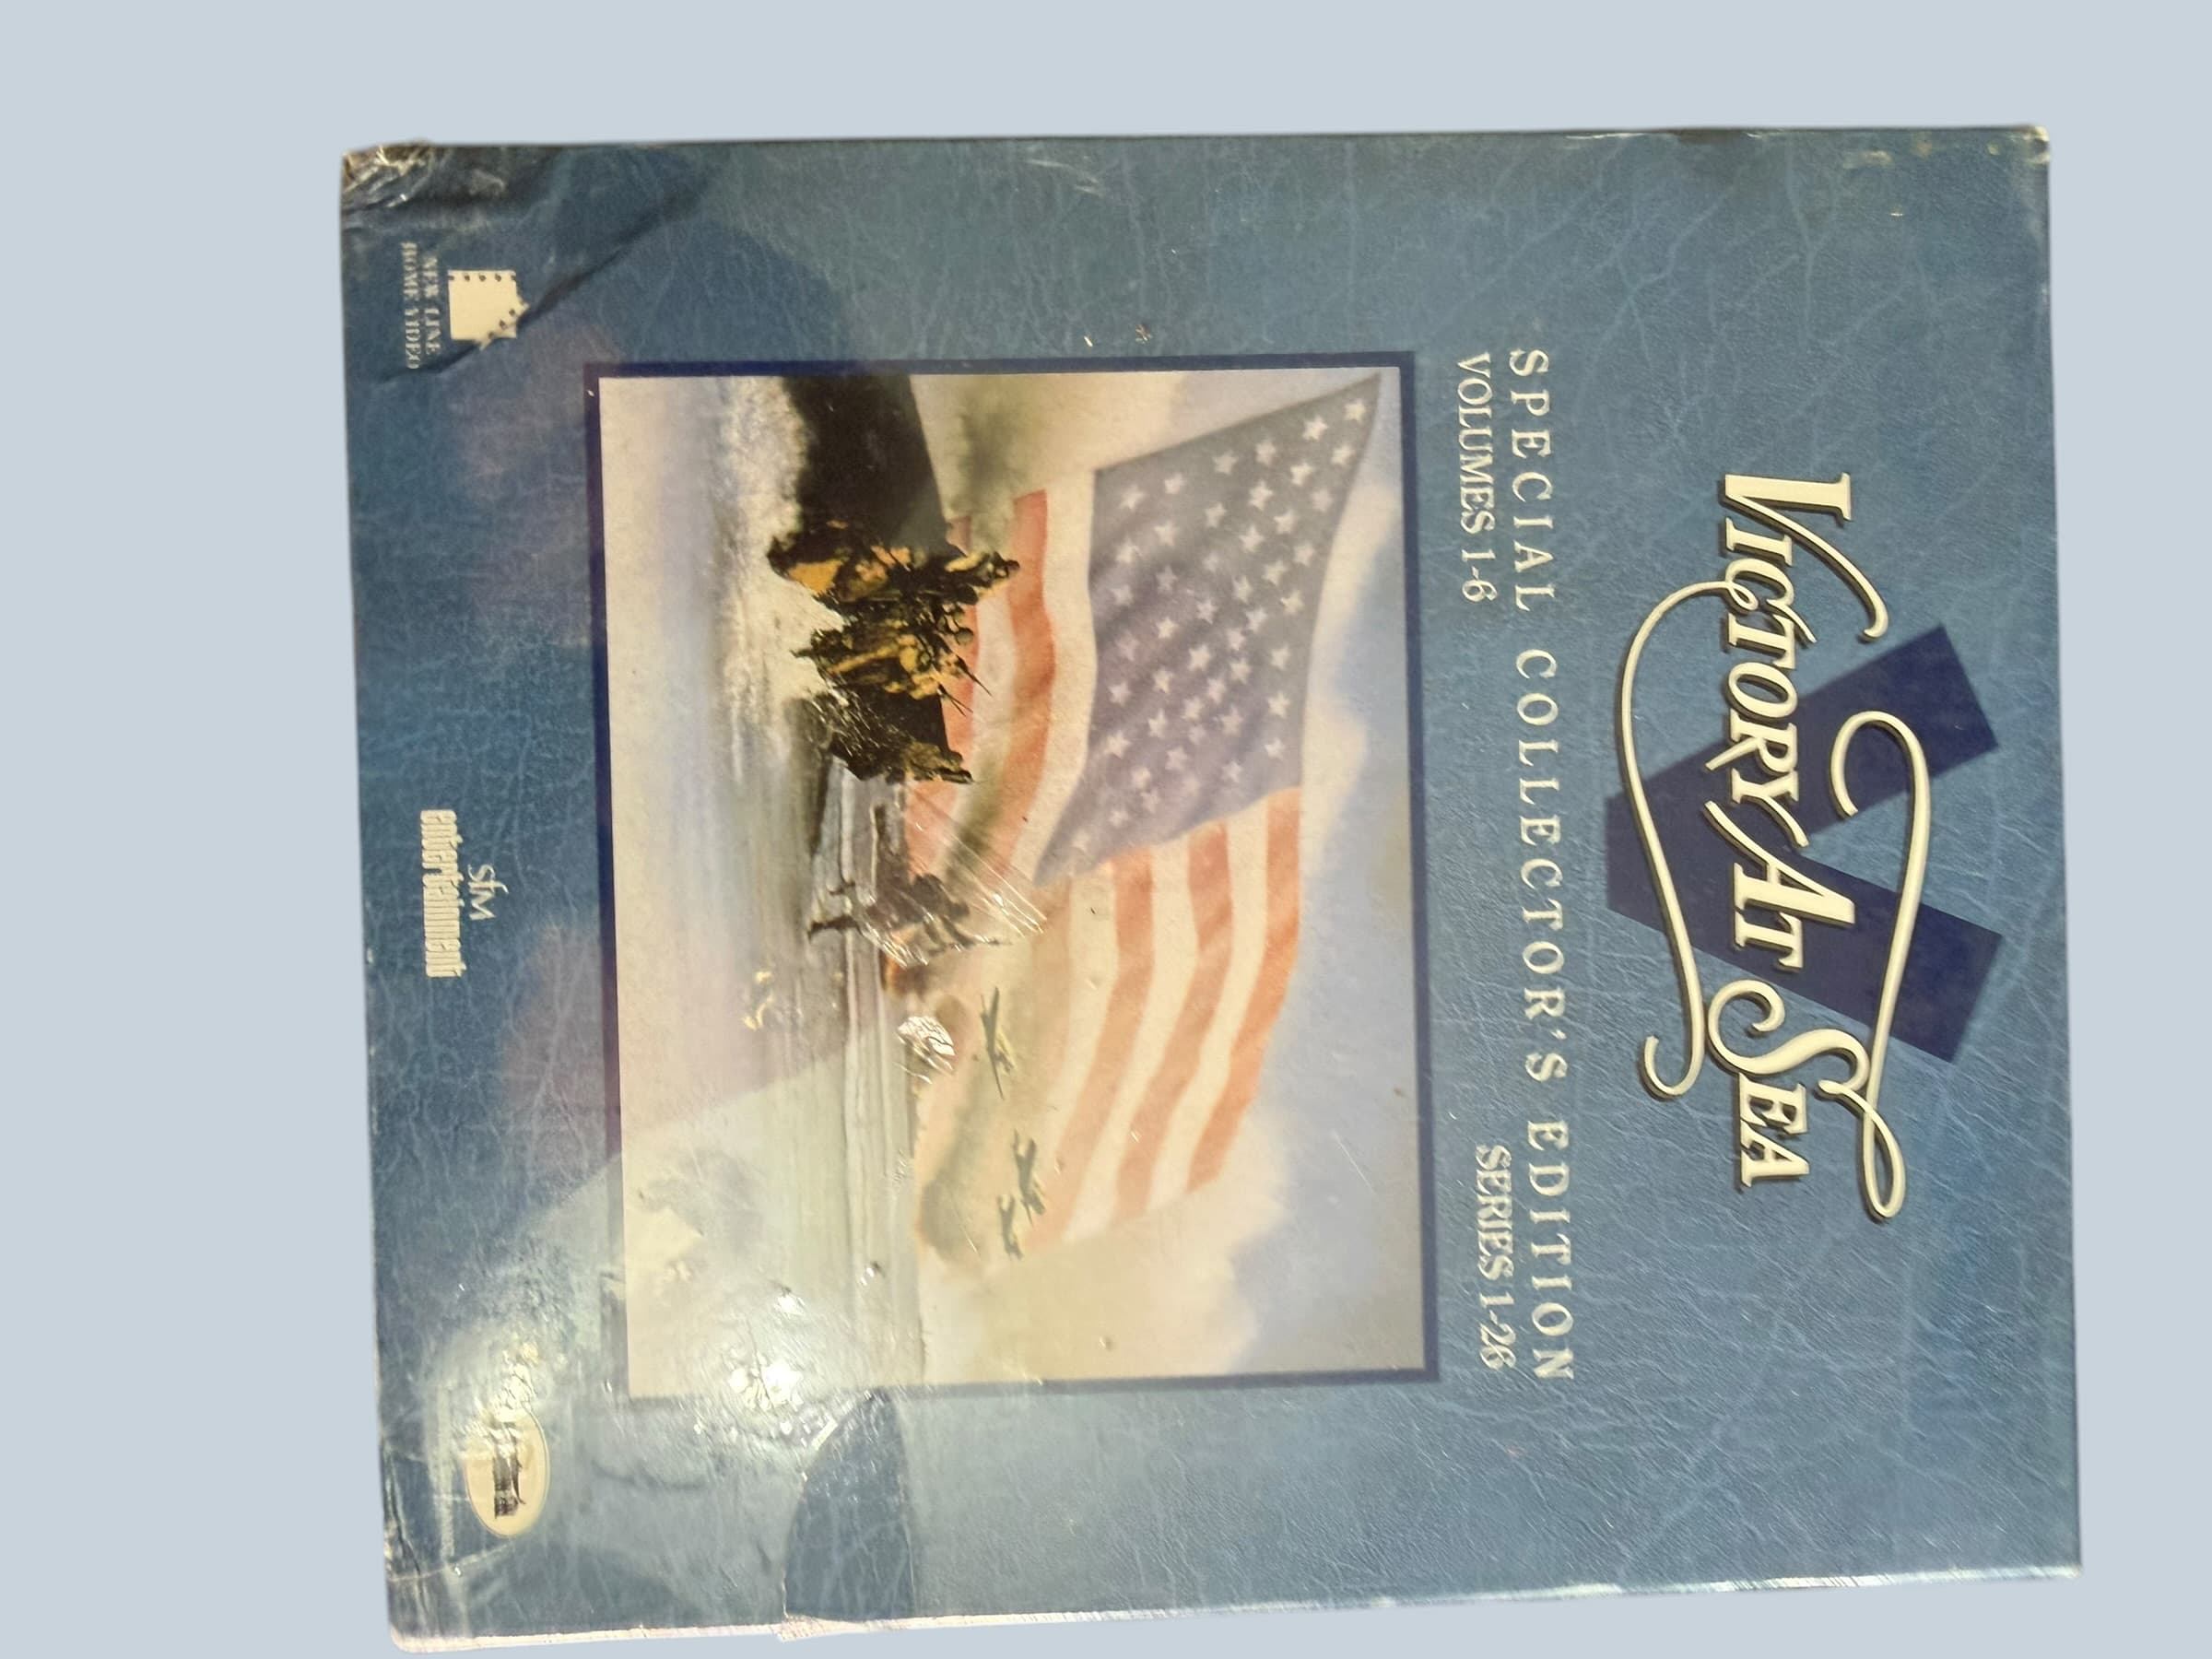 VICTORY AT SEA
SPECIAL COLLECTOR'S EDITION
VOLUMES 1-6
SERIES 1-26
NEW LINE
HOME VIDEO
sfm
entertainment